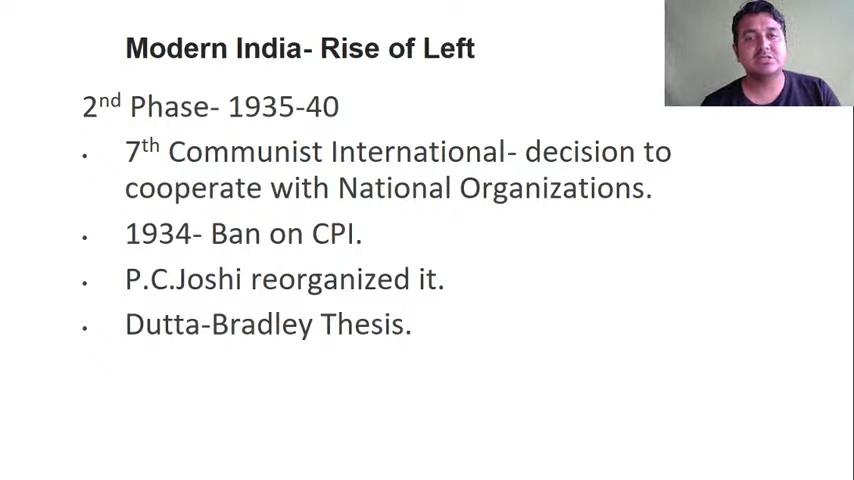 Modern India- Rise of Left
2nd Phase- 1935-40
• 7th Communist International- decision to
cooperate with National Organizations.
• 1934- Ban on CPI.
• P.C.Joshi reorganized it.
• Dutta-Bradley Thesis.